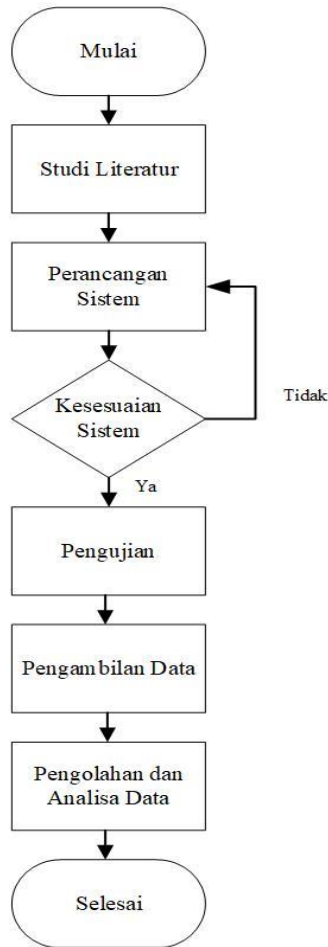 Mulai
Studi Literatur
Perancangan
Sistem
Kesesuaian
Sistem
Tidak
Ya
Pengujian
Pengambilan Data
Pengolahan dan
Analisa Data
Selesai